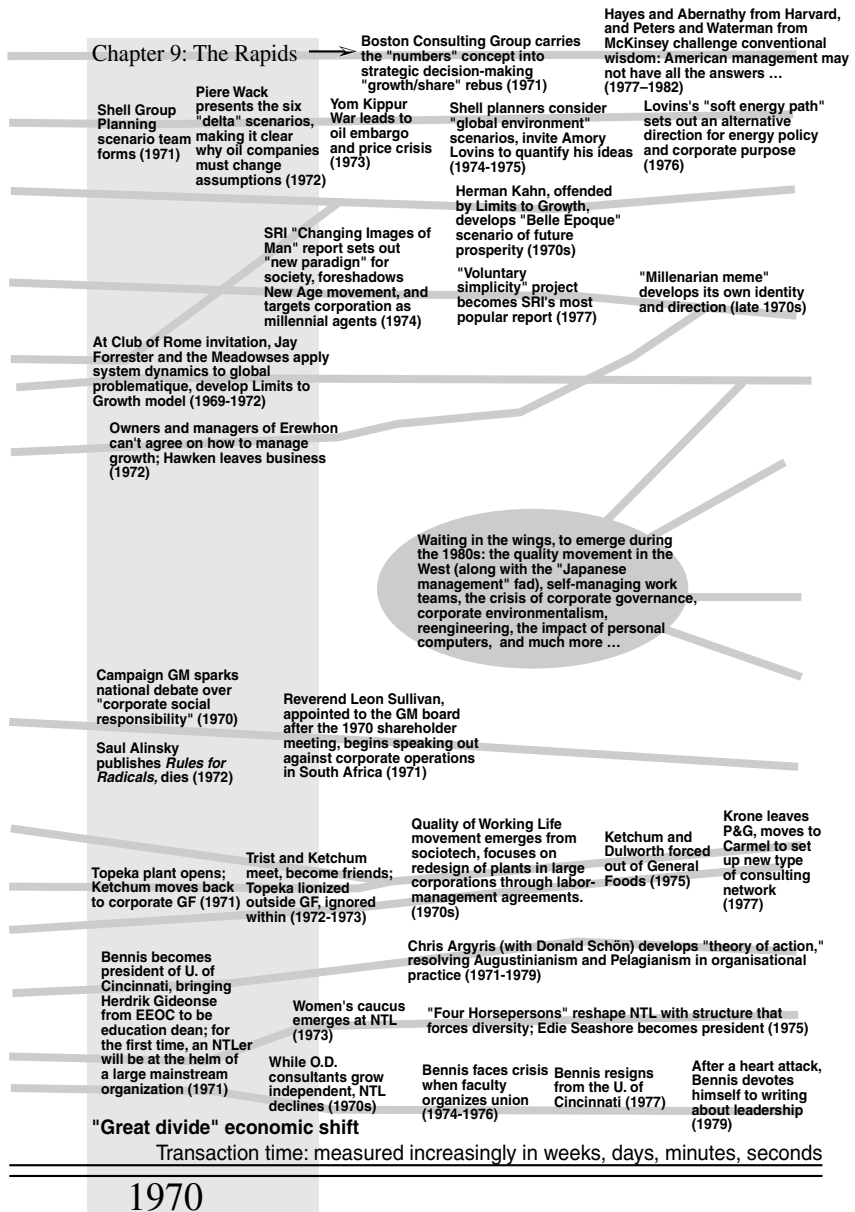 Chapter 9: The Rapids
Boston Consulting Group carries
the "numbers" concept into
strategic decision-making
"growth/share" rebus (1971)
Hayes and Abernathy from Harvard,
and Peters and Waterman from
McKinsey challenge conventional
wisdom: American management may
not have all the answers …
(1977–1982)
Shell Group
Planning
scenario team
forms (1971)
Piere Wack
presents the six
"delta" scenarios,
making it clear
why oil companies
must change
assumptions (1972)
Yom Kippur
War leads to
oil embargo
and price crisis
(1973)
Shell planners consider
"global environment"
scenarios, invite Amory
Lovins to quantify his ideas
(1974-1975)
Lovins's "soft energy path"
sets out an alternative
direction for energy policy
and corporate purpose
(1976)
Herman Kahn, offended
by Limits to Growth,
develops "Belle Époque"
scenario of future
prosperity (1970s)
SRI "Changing Images of
Man" report sets out
"new paradigm" for
society, foreshadows
New Age movement, and
targets corporation as
millennial agents (1974)
"Voluntary
simplicity" project
becomes SRI's most
popular report (1977)
"Millenarian meme"
develops its own identity
and direction (late 1970s)
At Club of Rome invitation, Jay
Forrester and the Meadowses apply
system dynamics to global
problematique, develop Limits to
Growth model (1969-1972)
Owners and managers of Erewhon
can't agree on how to manage
growth; Hawken leaves business
(1972)
Waiting in the wings, to emerge during
the 1980s: the quality movement in the
West (along with the "Japanese
management" fad), self-managing work
teams, the crisis of corporate governance,
corporate environmentalism,
reengineering, the impact of personal
computers, and much more …
Campaign GM sparks
national debate over
"corporate social
responsibility" (1970)
Saul Alinsky
publishes Rules for
Radicals, dies (1972)
Reverend Leon Sullivan,
appointed to the GM board
after the 1970 shareholder
meeting, begins speaking out
against corporate operations
in South Africa (1971)
Topeka plant opens;
Ketchum moves back
to corporate GF (1971)
Trist and Ketchum
meet, become friends;
Topeka lionized
outside GF, ignored
within (1972-1973)
Quality of Working Life
movement emerges from
sociotech, focuses on
redesign of plants in large
corporations through labor-
management agreements.
(1970s)
Ketchum and
Dulworth forced
out of General
Foods (1975)
Krone leaves
P&G, moves to
Carmel to set
up new type
of consulting
network
(1977)
Chris Argyris (with Donald Schön) develops "theory of action,"
resolving Augustinianism and Pelagianism in organisational
practice (1971-1979)
Bennis becomes
president of U. of
Cincinnati, bringing
Herdrik Gideonse
from EEOC to be
education dean; for
the first time, an NTLer
will be at the helm of
a large mainstream
organization (1971)
Women's caucus
emerges at NTL
(1973)
"Four Horsepersons" reshape NTL with structure that
forces diversity; Edie Seashore becomes president (1975)
While O.D.
consultants grow
independent, NTL
declines (1970s)
Bennis faces crisis
when faculty
organizes union
(1974-1976)
Bennis resigns
from the U. of
Cincinnati (1977)
After a heart attack,
Bennis devotes
himself to writing
about leadership
(1979)
"Great divide" economic shift
Transaction time: measured increasingly in weeks, days, minutes, seconds
1970